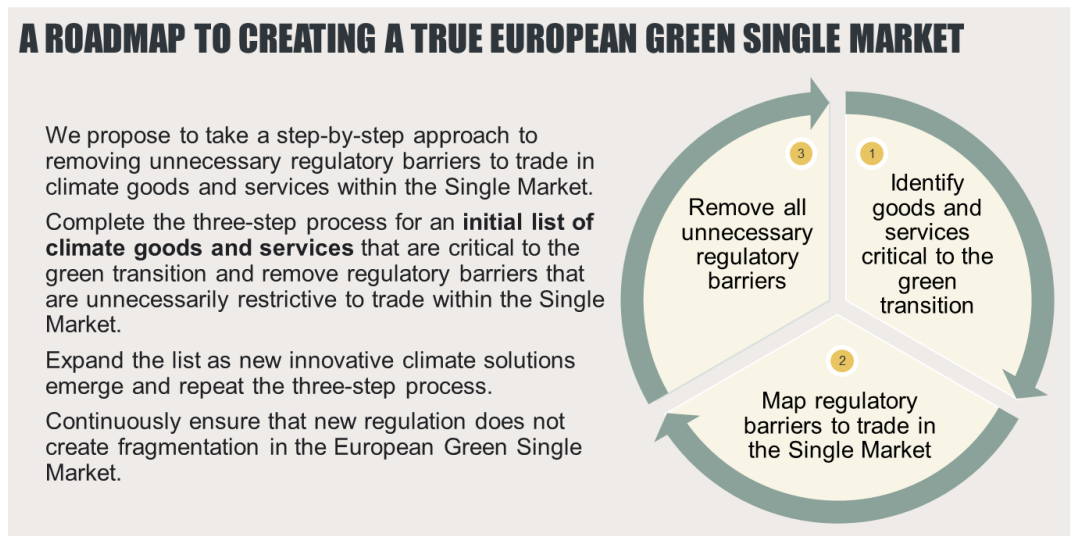 A ROADMAP TO CREATING A TRUE EUROPEAN GREEN SINGLE MARKET
We propose to take a step-by-step approach to
removing unnecessary regulatory barriers to trade in
climate goods and services within the Single Market.
Complete the three-step process for an initial list of
climate goods and services that are critical to the
green transition and remove regulatory barriers that
are unnecessarily restrictive to trade within the Single
Market.
Expand the list as new innovative climate solutions
emerge and repeat the three-step process.
Continuously ensure that new regulation does not
create fragmentation in the European Green Single
Market.
1
Identify
goods and
services
critical to the
green
transition
2
Map regulatory
barriers to trade in
the Single Market
3
Remove all
unnecessary
regulatory
barriers